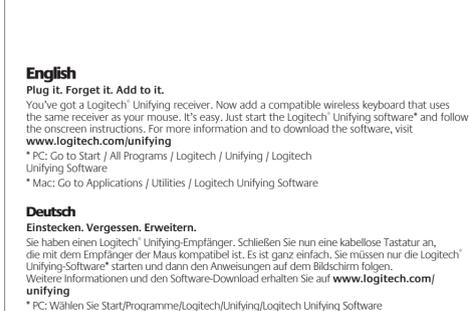 English
Plug it. Forget it. Add to it.
You've got a Logitech® Unifying receiver. Now add a compatible wireless keyboard that uses
the same receiver as your mouse. It's easy. Just start the Logitech® Unifying software* and follow
the onscreen instructions. For more information and to download the software, visit
www.logitech.com/unifying
* PC: Go to Start / All Programs / Logitech / Unifying / Logitech
Unifying Software
* Mac: Go to Applications / Utilities / Logitech Unifying Software
Deutsch
Einstecken. Vergessen. Erweitern.
Sie haben einen Logitech® Unifying-Empfänger. Schließen Sie nun eine kabellose Tastatur an,
die mit dem Empfänger der Maus kompatibel ist. Es ist ganz einfach. Sie müssen nur die Logitech®
Unifying-Software* starten und dann den Anweisungen auf dem Bildschirm folgen.
Weitere Informationen und den Software-Download erhalten Sie auf www.logitech.com/
unifying
* PC: Wählen Sie Start/Programme/Logitech/Unifying/Logitech Unifying Software